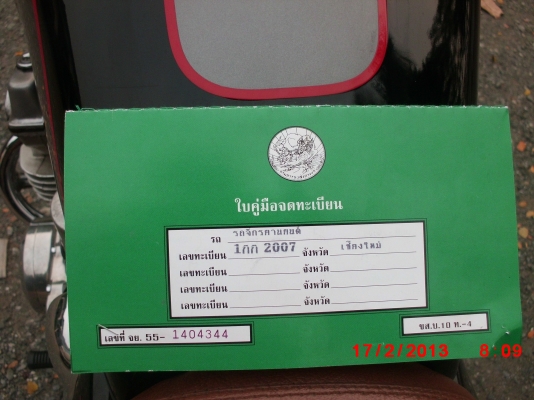 ใบคู่มือจดทะเบียน
รถ รถจักรยานยนต์
เลขทะเบียน 1กก 2007 จังหวัด เชียงใหม่
เลขทะเบียน จังหวัด
เลขทะเบียน จังหวัด
เลขทะเบียน จังหวัด
เลขที่ จย. 55- 1404344
ขส.บ.10 ท.-4
17/2/2013 8:09